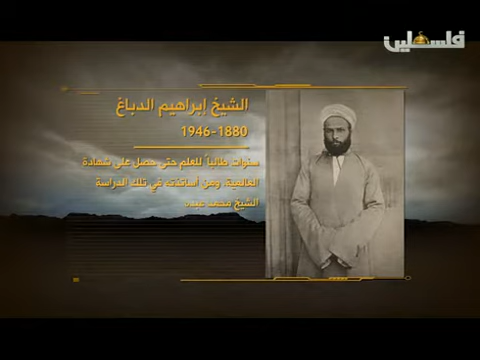 فلسطين
الشيخ إبراهيم الدباغ
1946-1880
سنوات طالباً للعلم حتى حصل على شهادة
العالمية، ومن أساتذته في تلك الدراسة
الشيخ محمد عبده